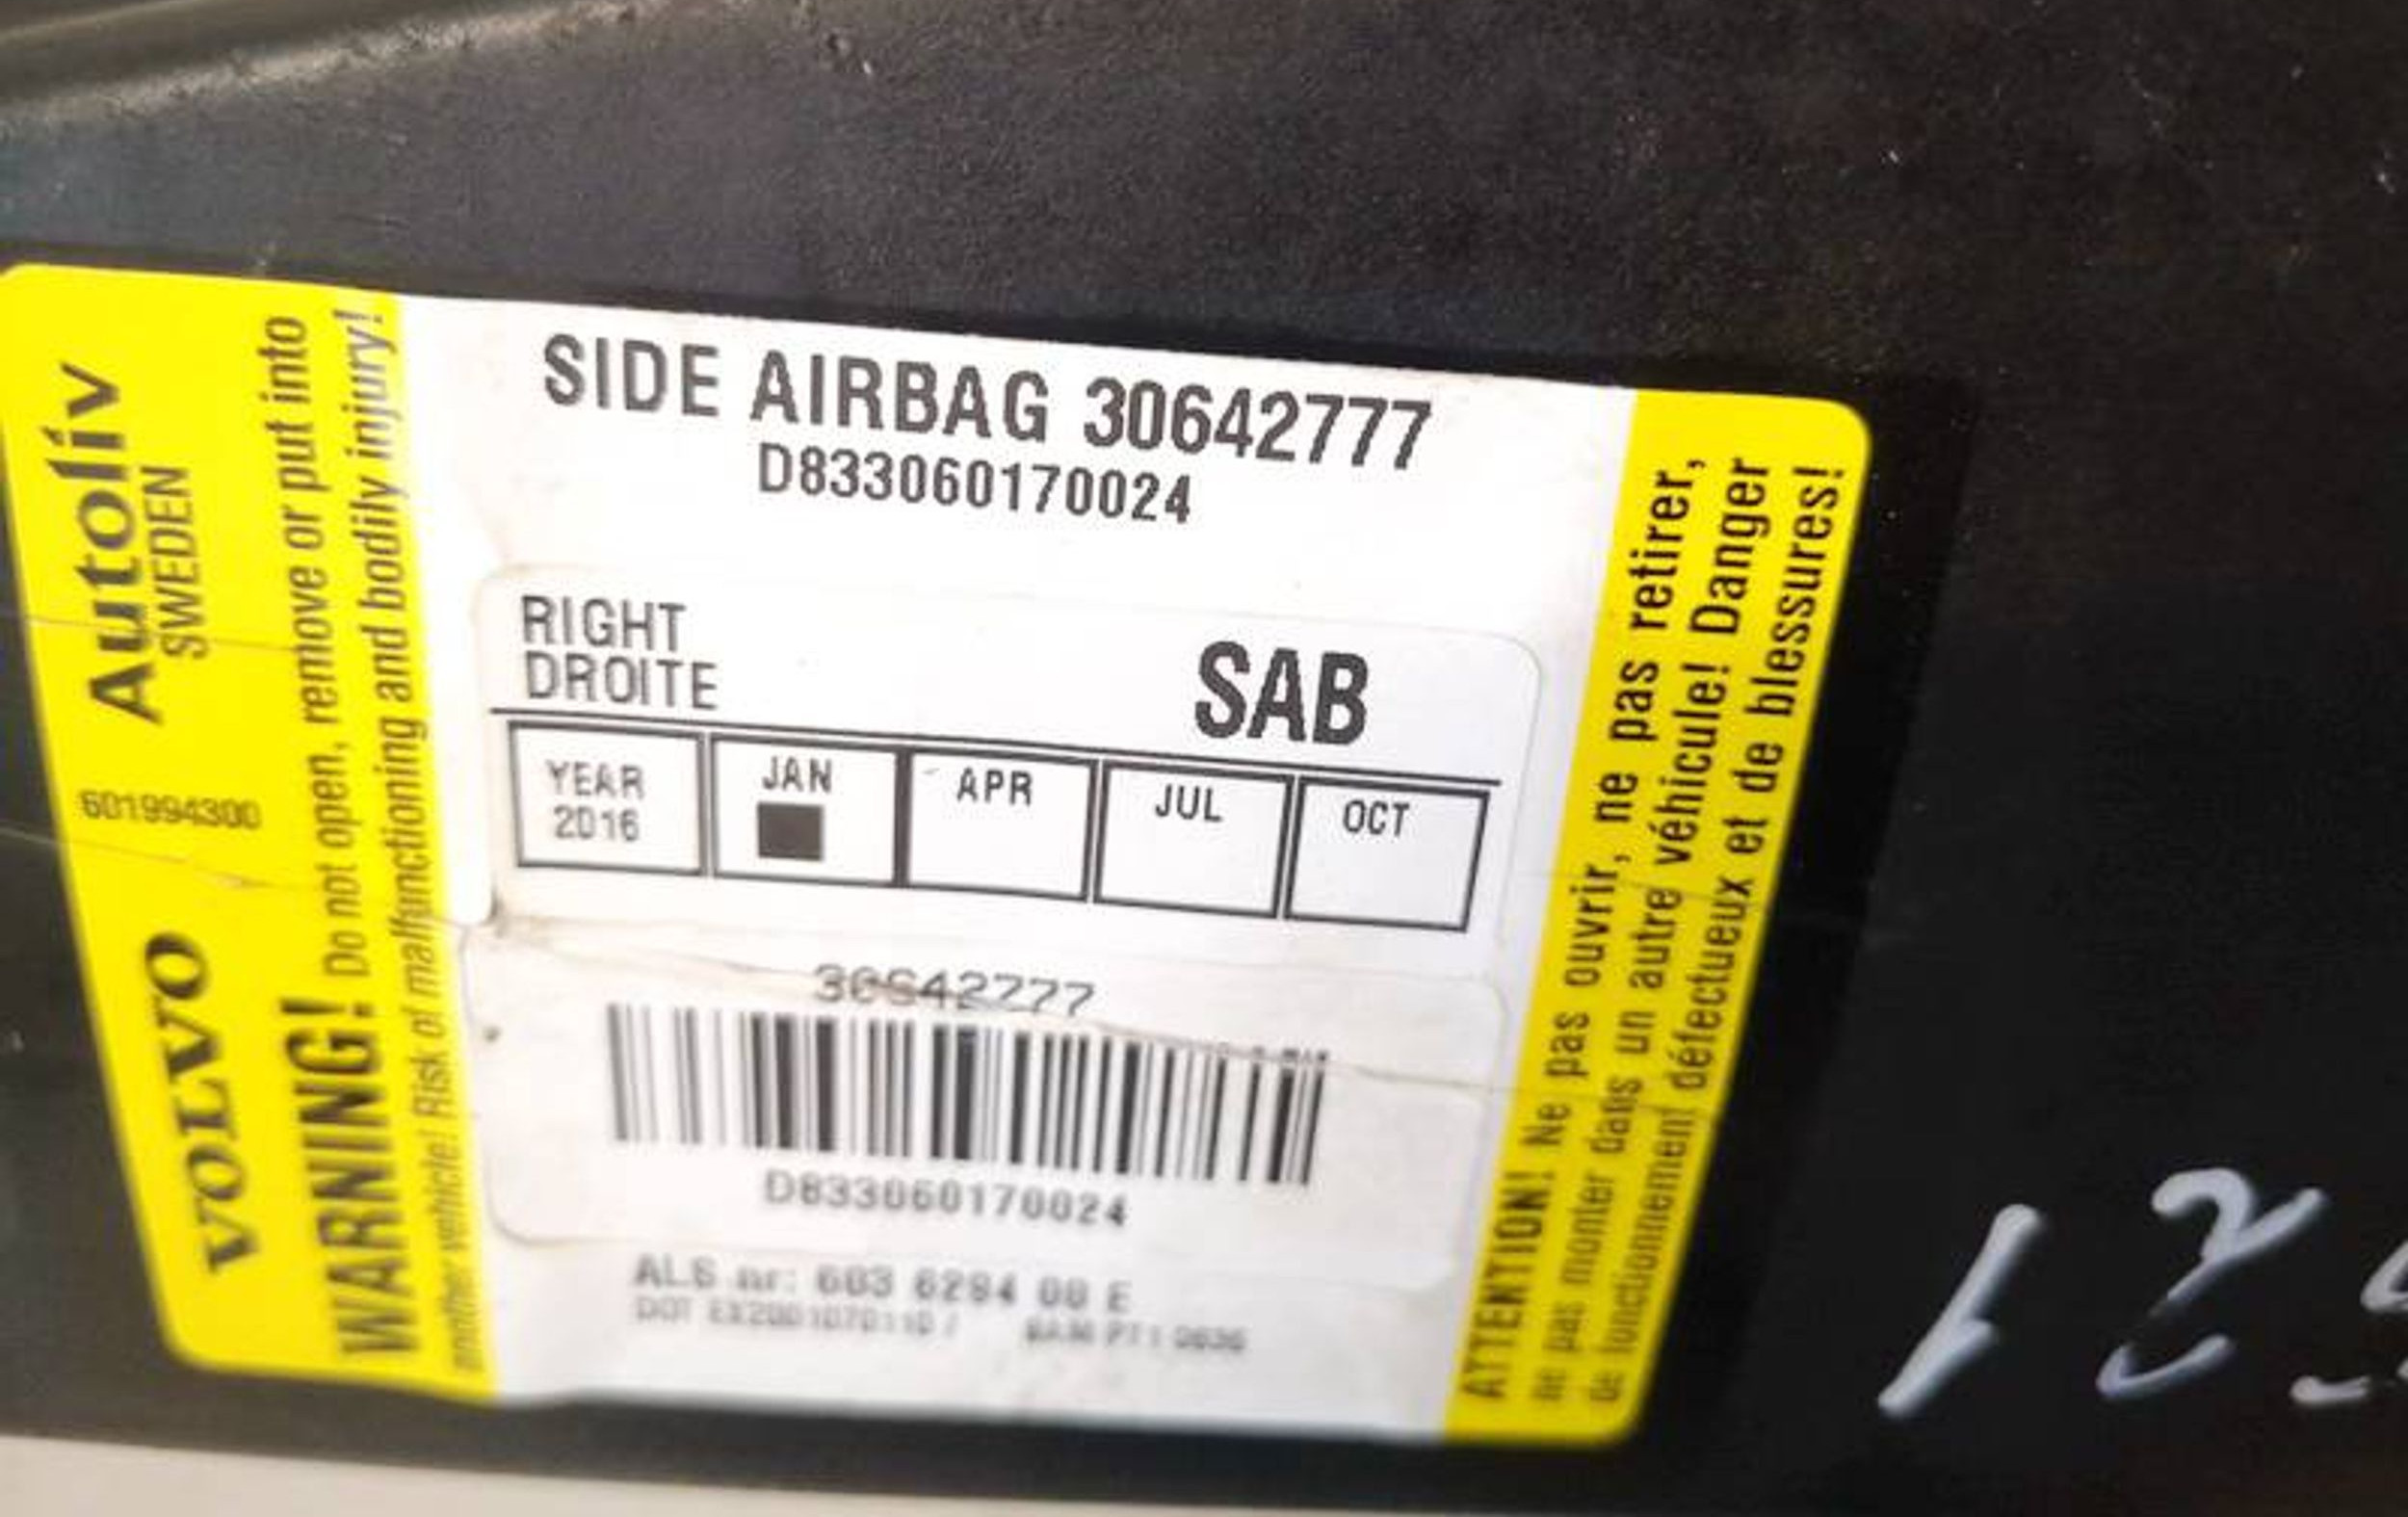 SIDE AIRBAG 30642777
D833060170024
RIGHT
DROITE
SAB
YEAR
2016
JAN
APR
JUL
OCT
30642777
D833060170024
ALS nr: 603 6284 00 E
DOT
Autoliv
SWEDEN
601994300
VOLVO
WARNING! Do not open, remove or put into
another vehicle! Risk of malfunctioning and bodily injury!
ATTENTION! Ne pas ouvrir, ne pas retirer,
ne pas monter dans un autre véhicule! Danger
de fonctionnement défectueux et de blessures!